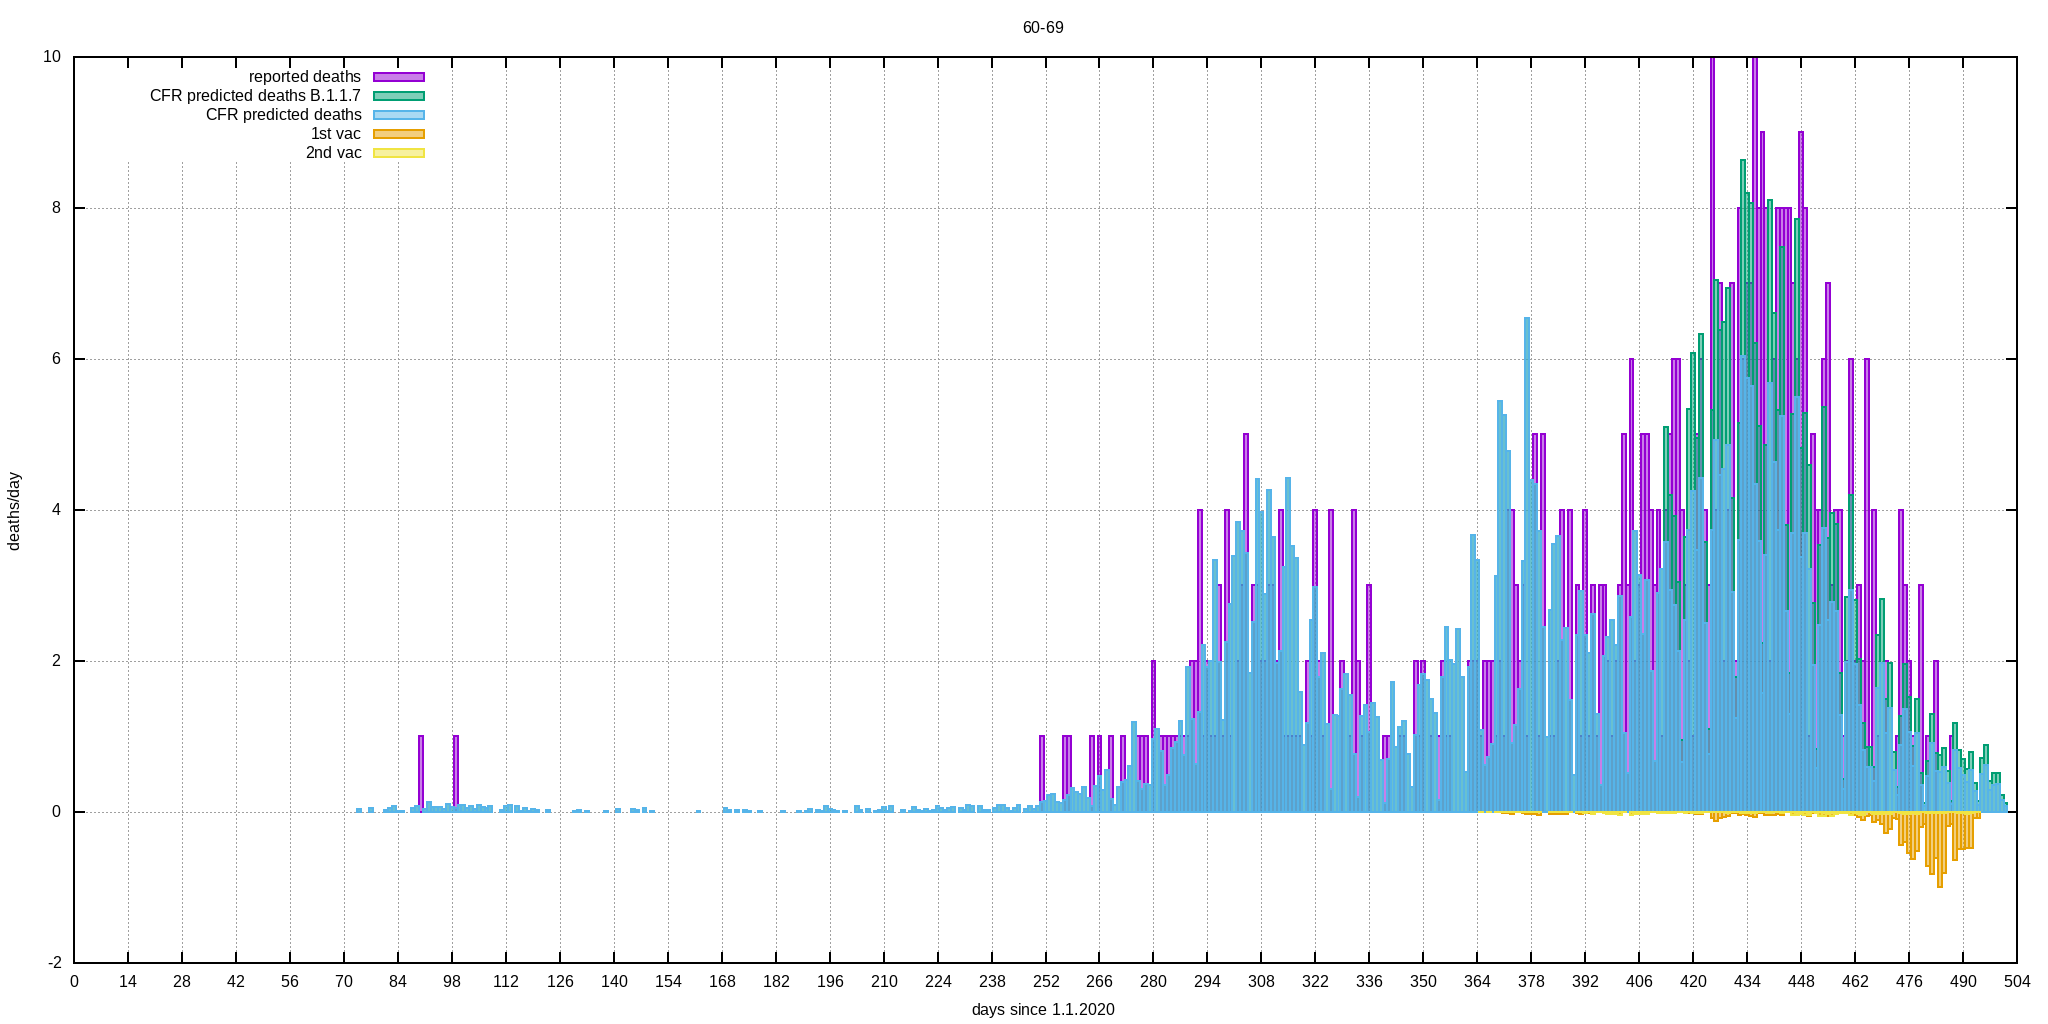 60-69
reported deaths
CFR predicted deaths B.1.1.7
CFR predicted deaths
1st vac
2nd vac
10
8
6
4
2
0
-2
deaths/day
0 14 28 42 56 70 84 98 112 126 140 154 168 182 196 210 224 238 252 266 280 294 308 322 336 350 364 378 392 406 420 434 448 462 476 490 504
days since 1.1.2020